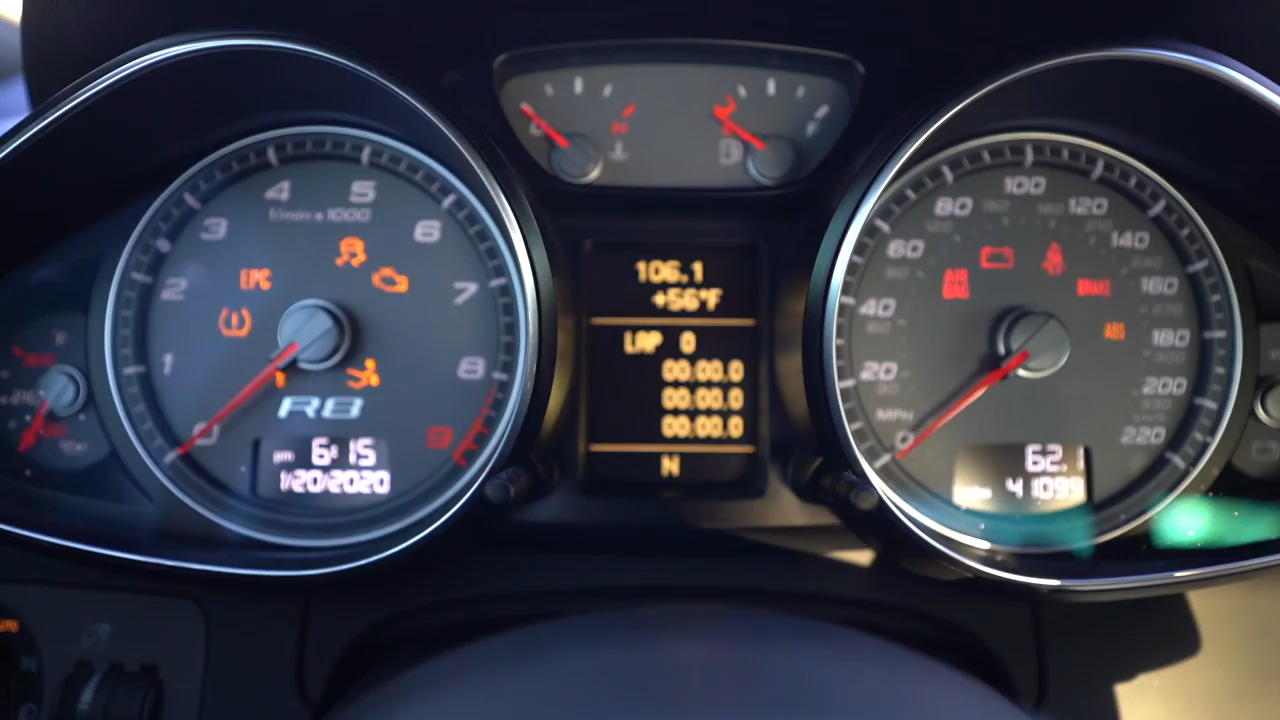 1 2 3 4 5 6 7 8 9
1/min x 1000
EPC
R8
pm 6:15
1/20/2020
H
106.1
+56°F
LAP 0
00:00.0
00:00.0
00:00.0
N
0 20 40 60 80 100 120 140 160 180 200 220
AIR BAG
BRAKE
ABS
MPH
62.1
41099